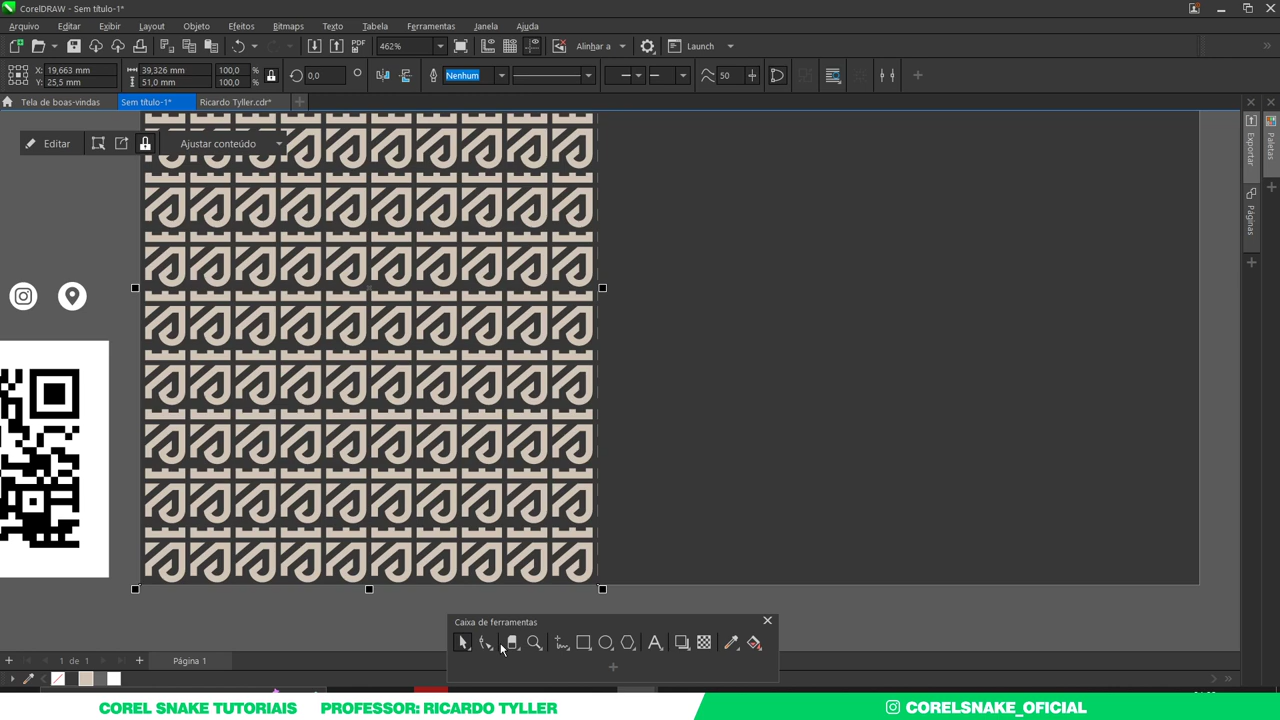 CorelDRAW - Sem título-1*
Arquivo Editar Exibir Layout Objeto Efeitos Bitmaps Texto Tabela Ferramentas Janela Ajuda
PDF 462% Alinhar a Launch
X: 19,663 mm 39,326 mm 100,0 % 0,0 Nenhum 50
Y: 25,5 mm 51,0 mm 100,0 %
Tela de boas-vindas Sem título-1* Ricardo Tyller.cdr*
Editar Ajustar conteúdo
Exportar
Páginas
Paletas
Caixa de ferramentas
1 de 1 Página 1
COREL SNAKE TUTORIAIS PROFESSOR: RICARDO TYLLER CORELSNAKE_OFICIAL